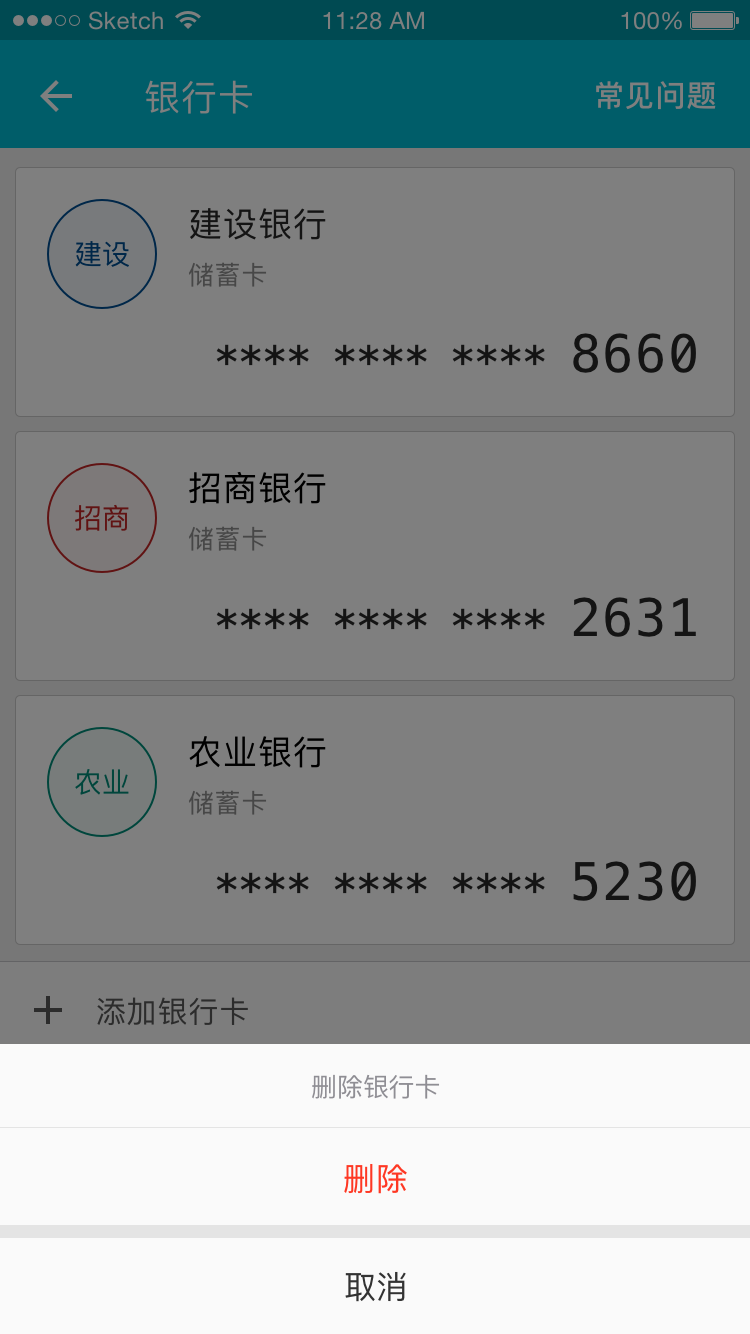 Sketch 11:28 AM 100%
银行卡 常见问题
建设 建设银行
储蓄卡
**** **** **** 8660
招商 招商银行
储蓄卡
**** **** **** 2631
农业 农业银行
储蓄卡
**** **** **** 5230
添加银行卡
删除银行卡
删除
取消